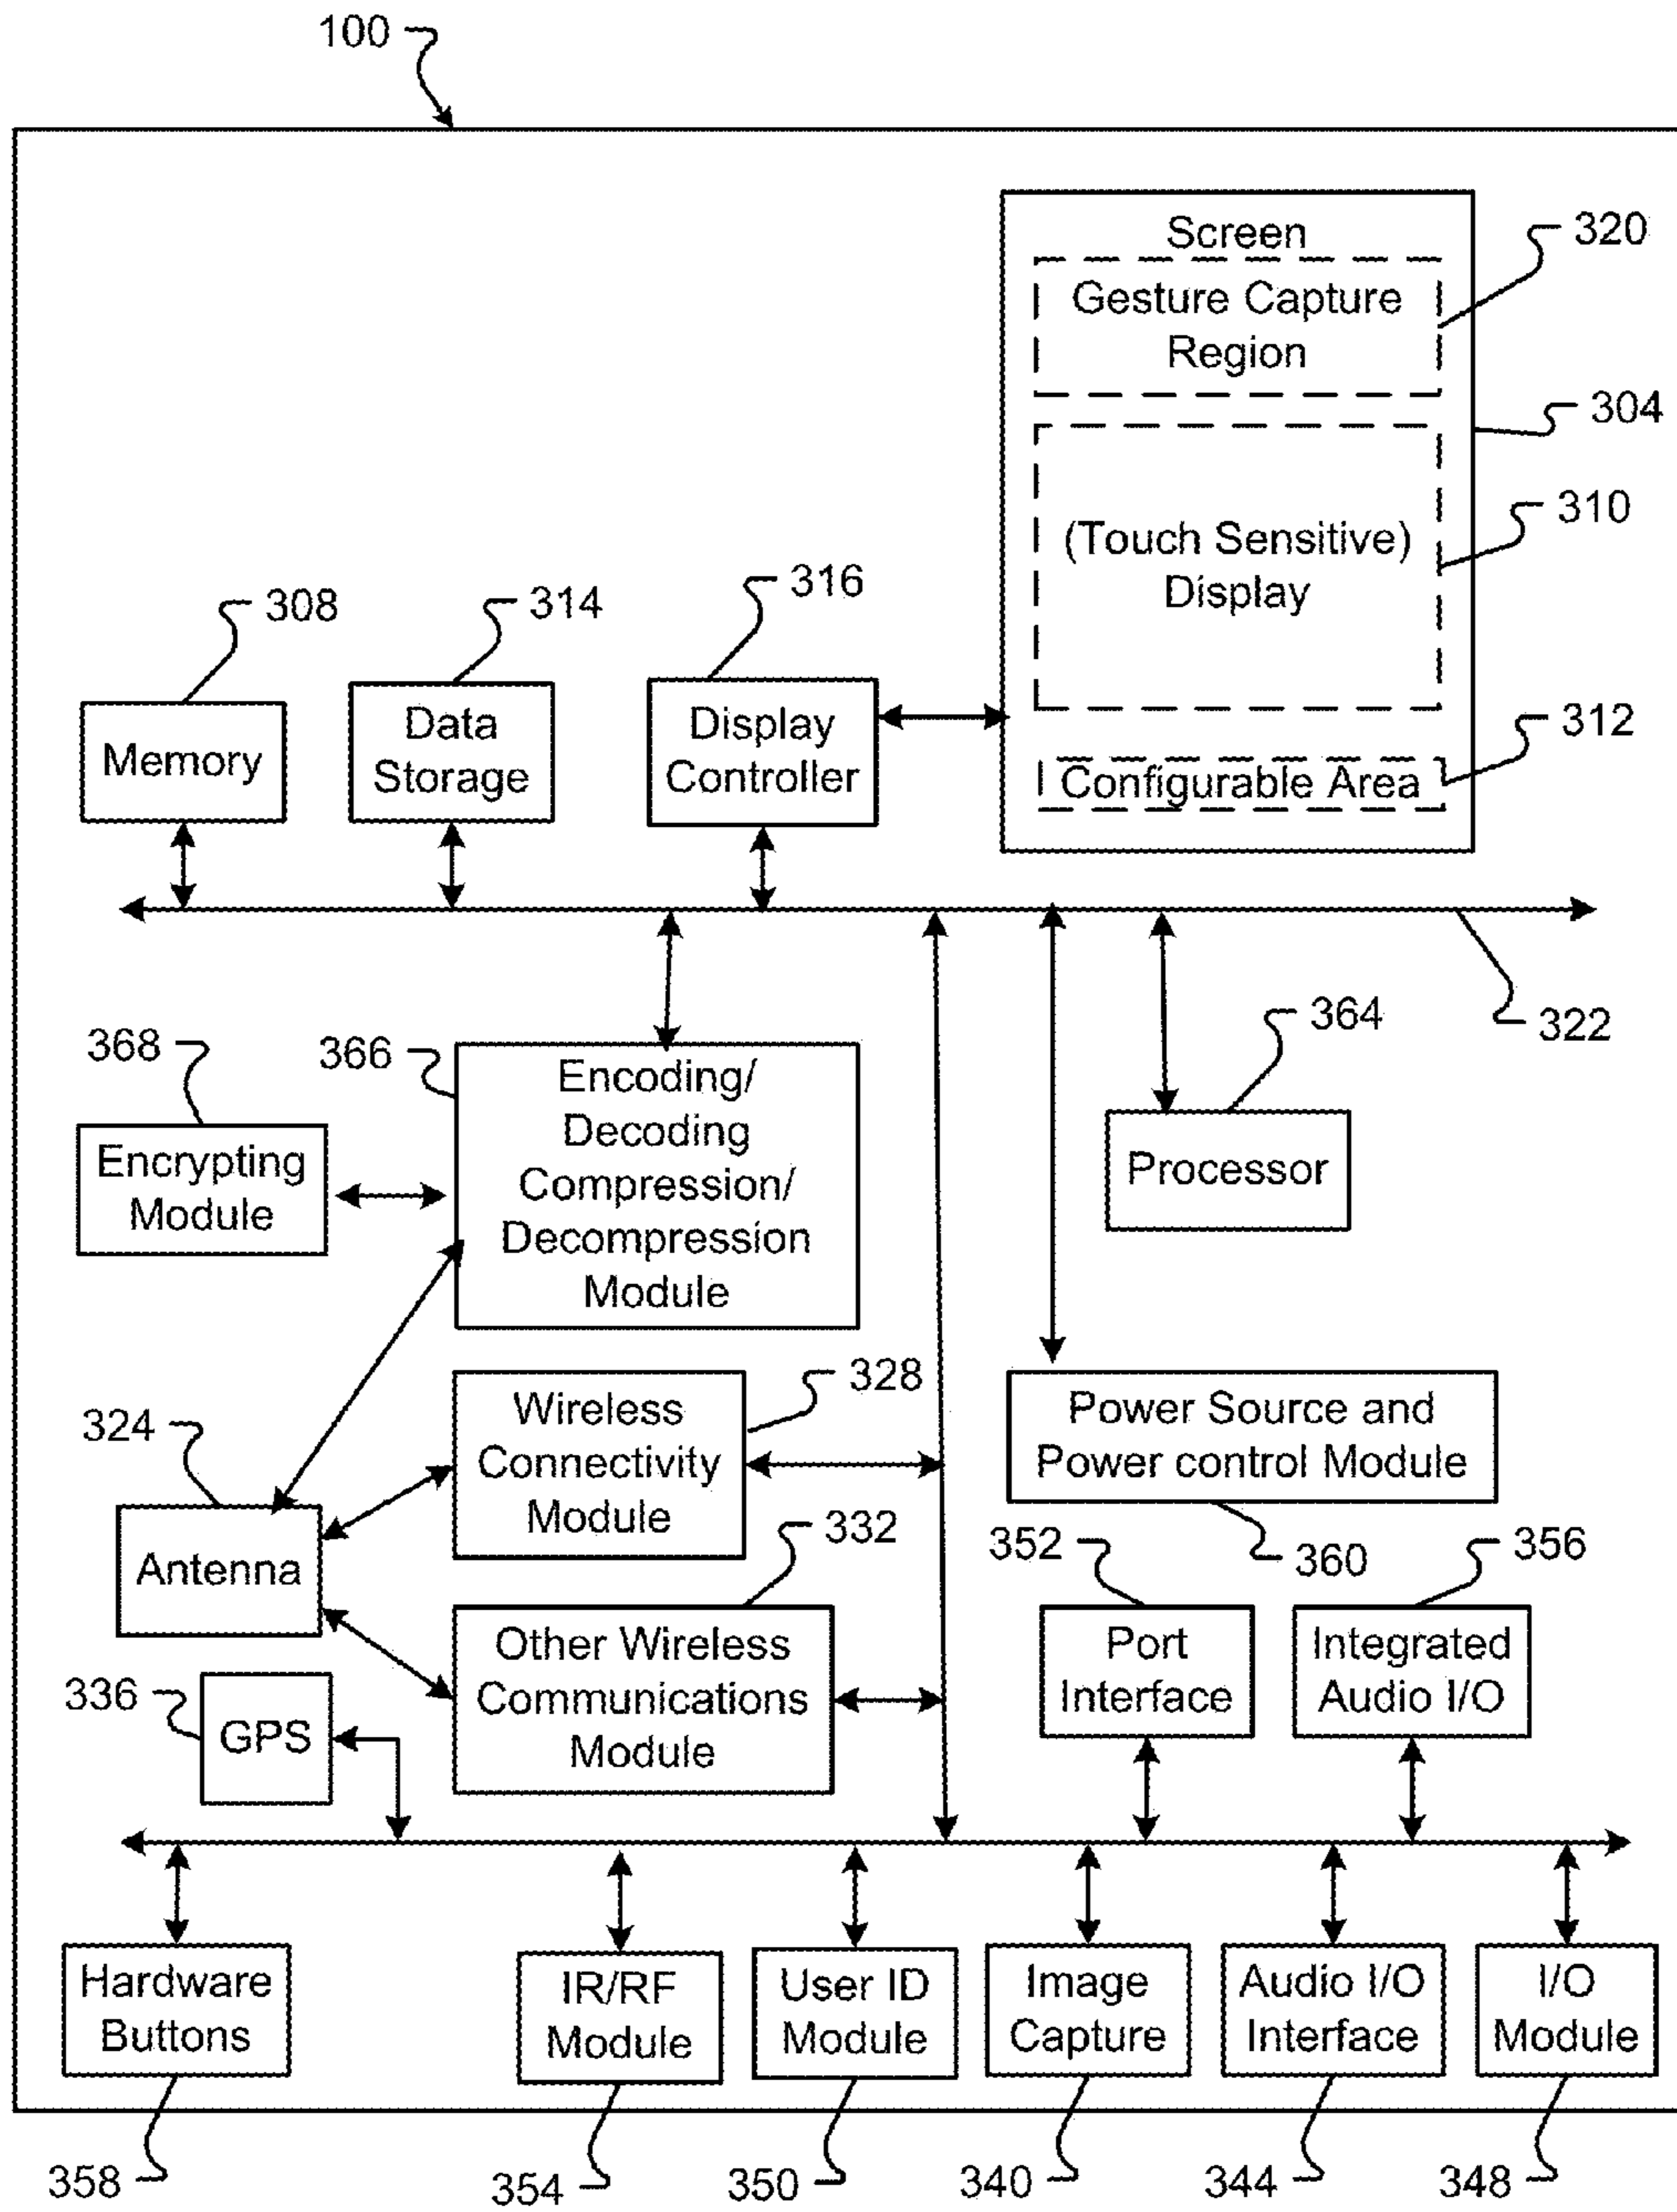 100
Screen
320
Gesture Capture
Region
304
310
(Touch Sensitive)
Display
308
314
316
312
Memory
Data
Storage
Display
Controller
Configurable Area
322
368
366
364
Encrypting
Module
Encoding/
Decoding
Compression/
Decompression
Module
Processor
324
328
Wireless
Connectivity
Module
Power Source and
Power control Module
360
Antenna
332
352
356
Other Wireless
Communications
Module
Port
Interface
Integrated
Audio I/O
336
GPS
Hardware
Buttons
IR/RF
Module
User ID
Module
Image
Capture
Audio I/O
Interface
I/O
Module
358
354
350
340
344
348